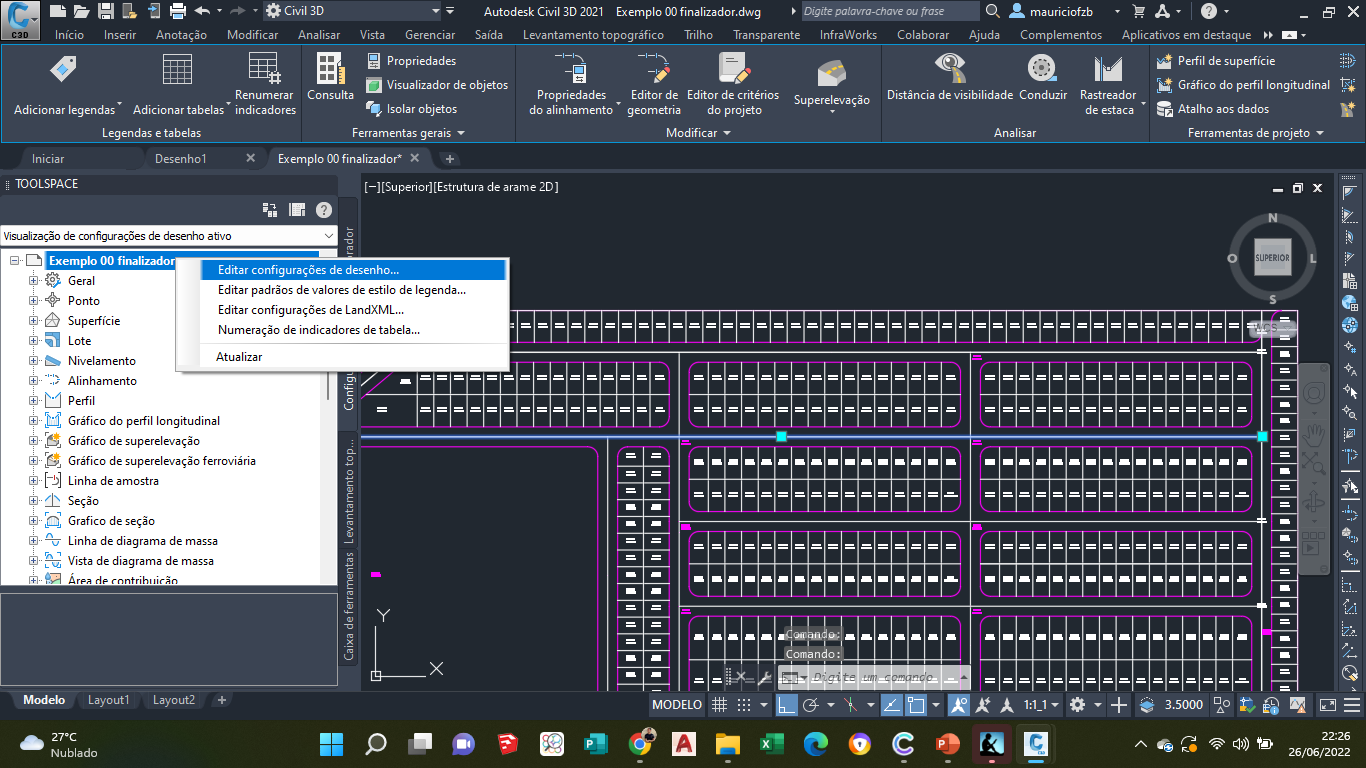 Civil 3D
Autodesk Civil 3D 2021 Exemplo 00 finalizador.dwg
Digite palavra-chave ou frase
mauriciofzb
C3D
Início Inserir Anotação Modificar Analisar Vista Gerenciar Saída Levantamento topográfico Trilho Transparente InfraWorks Colaborar Ajuda Complementos Aplicativos em destaque
Adicionar legendas
Adicionar tabelas
Renumerar
indicadores
Legendas e tabelas
Consulta
Propriedades
Visualizador de objetos
Isolar objetos
Ferramentas gerais
Propriedades
do alinhamento
Editor de
geometria
Editor de critérios
do projeto
Superelevação
Modificar
Distância de visibilidade
Conduzir
Rastreador
de estaca
Analisar
Perfil de superfície
Gráfico do perfil longitudinal
Atalho aos dados
Ferramentas de projeto
Iniciar
Desenho1
Exemplo 00 finalizador*
TOOLSPACE
Visualização de configurações de desenho ativo
Exemplo 00 finalizador
Geral
Ponto
Superfície
Lote
Nivelamento
Alinhamento
Perfil
Gráfico do perfil longitudinal
Gráfico de superelevação
Gráfico de superelevação ferroviária
Linha de amostra
Seção
Grafico de seção
Linha de diagrama de massa
Vista de diagrama de massa
Área de contribuição
Editar configurações de desenho...
Editar padrãos de valores de estilo de legenda...
Editar configurações de LandXML...
Numeração de indicadores de tabela...
Atualizar
Levantamento top...
Caixa de ferramentas
[−][Superior][Estrutura de arame 2D]
N
O SUPERIOR L
S
WCS
Y
X
Comando:
Comando:
Digite um comando
Modelo Layout1 Layout2 +
MODELO
1:1_1
3.5000
27°C
Nublado
22:26
26/06/2022